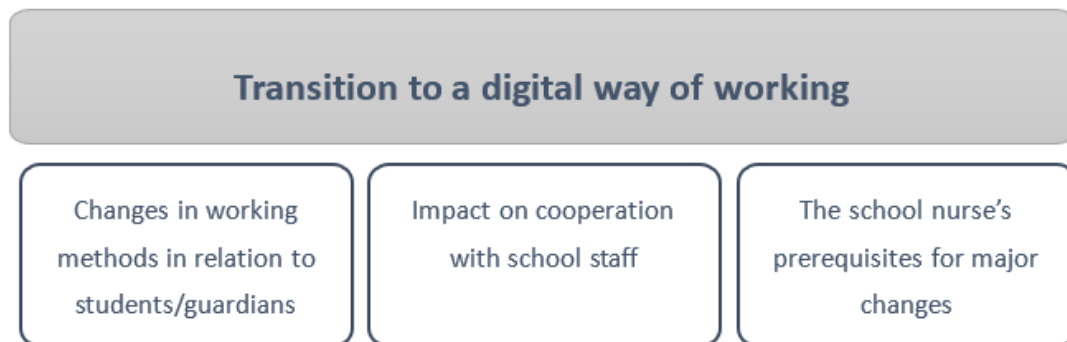 Transition to a digital way of working
Changes in working
methods in relation to
students/guardians
Impact on cooperation
with school staff
The school nurse’s
prerequisites for major
changes